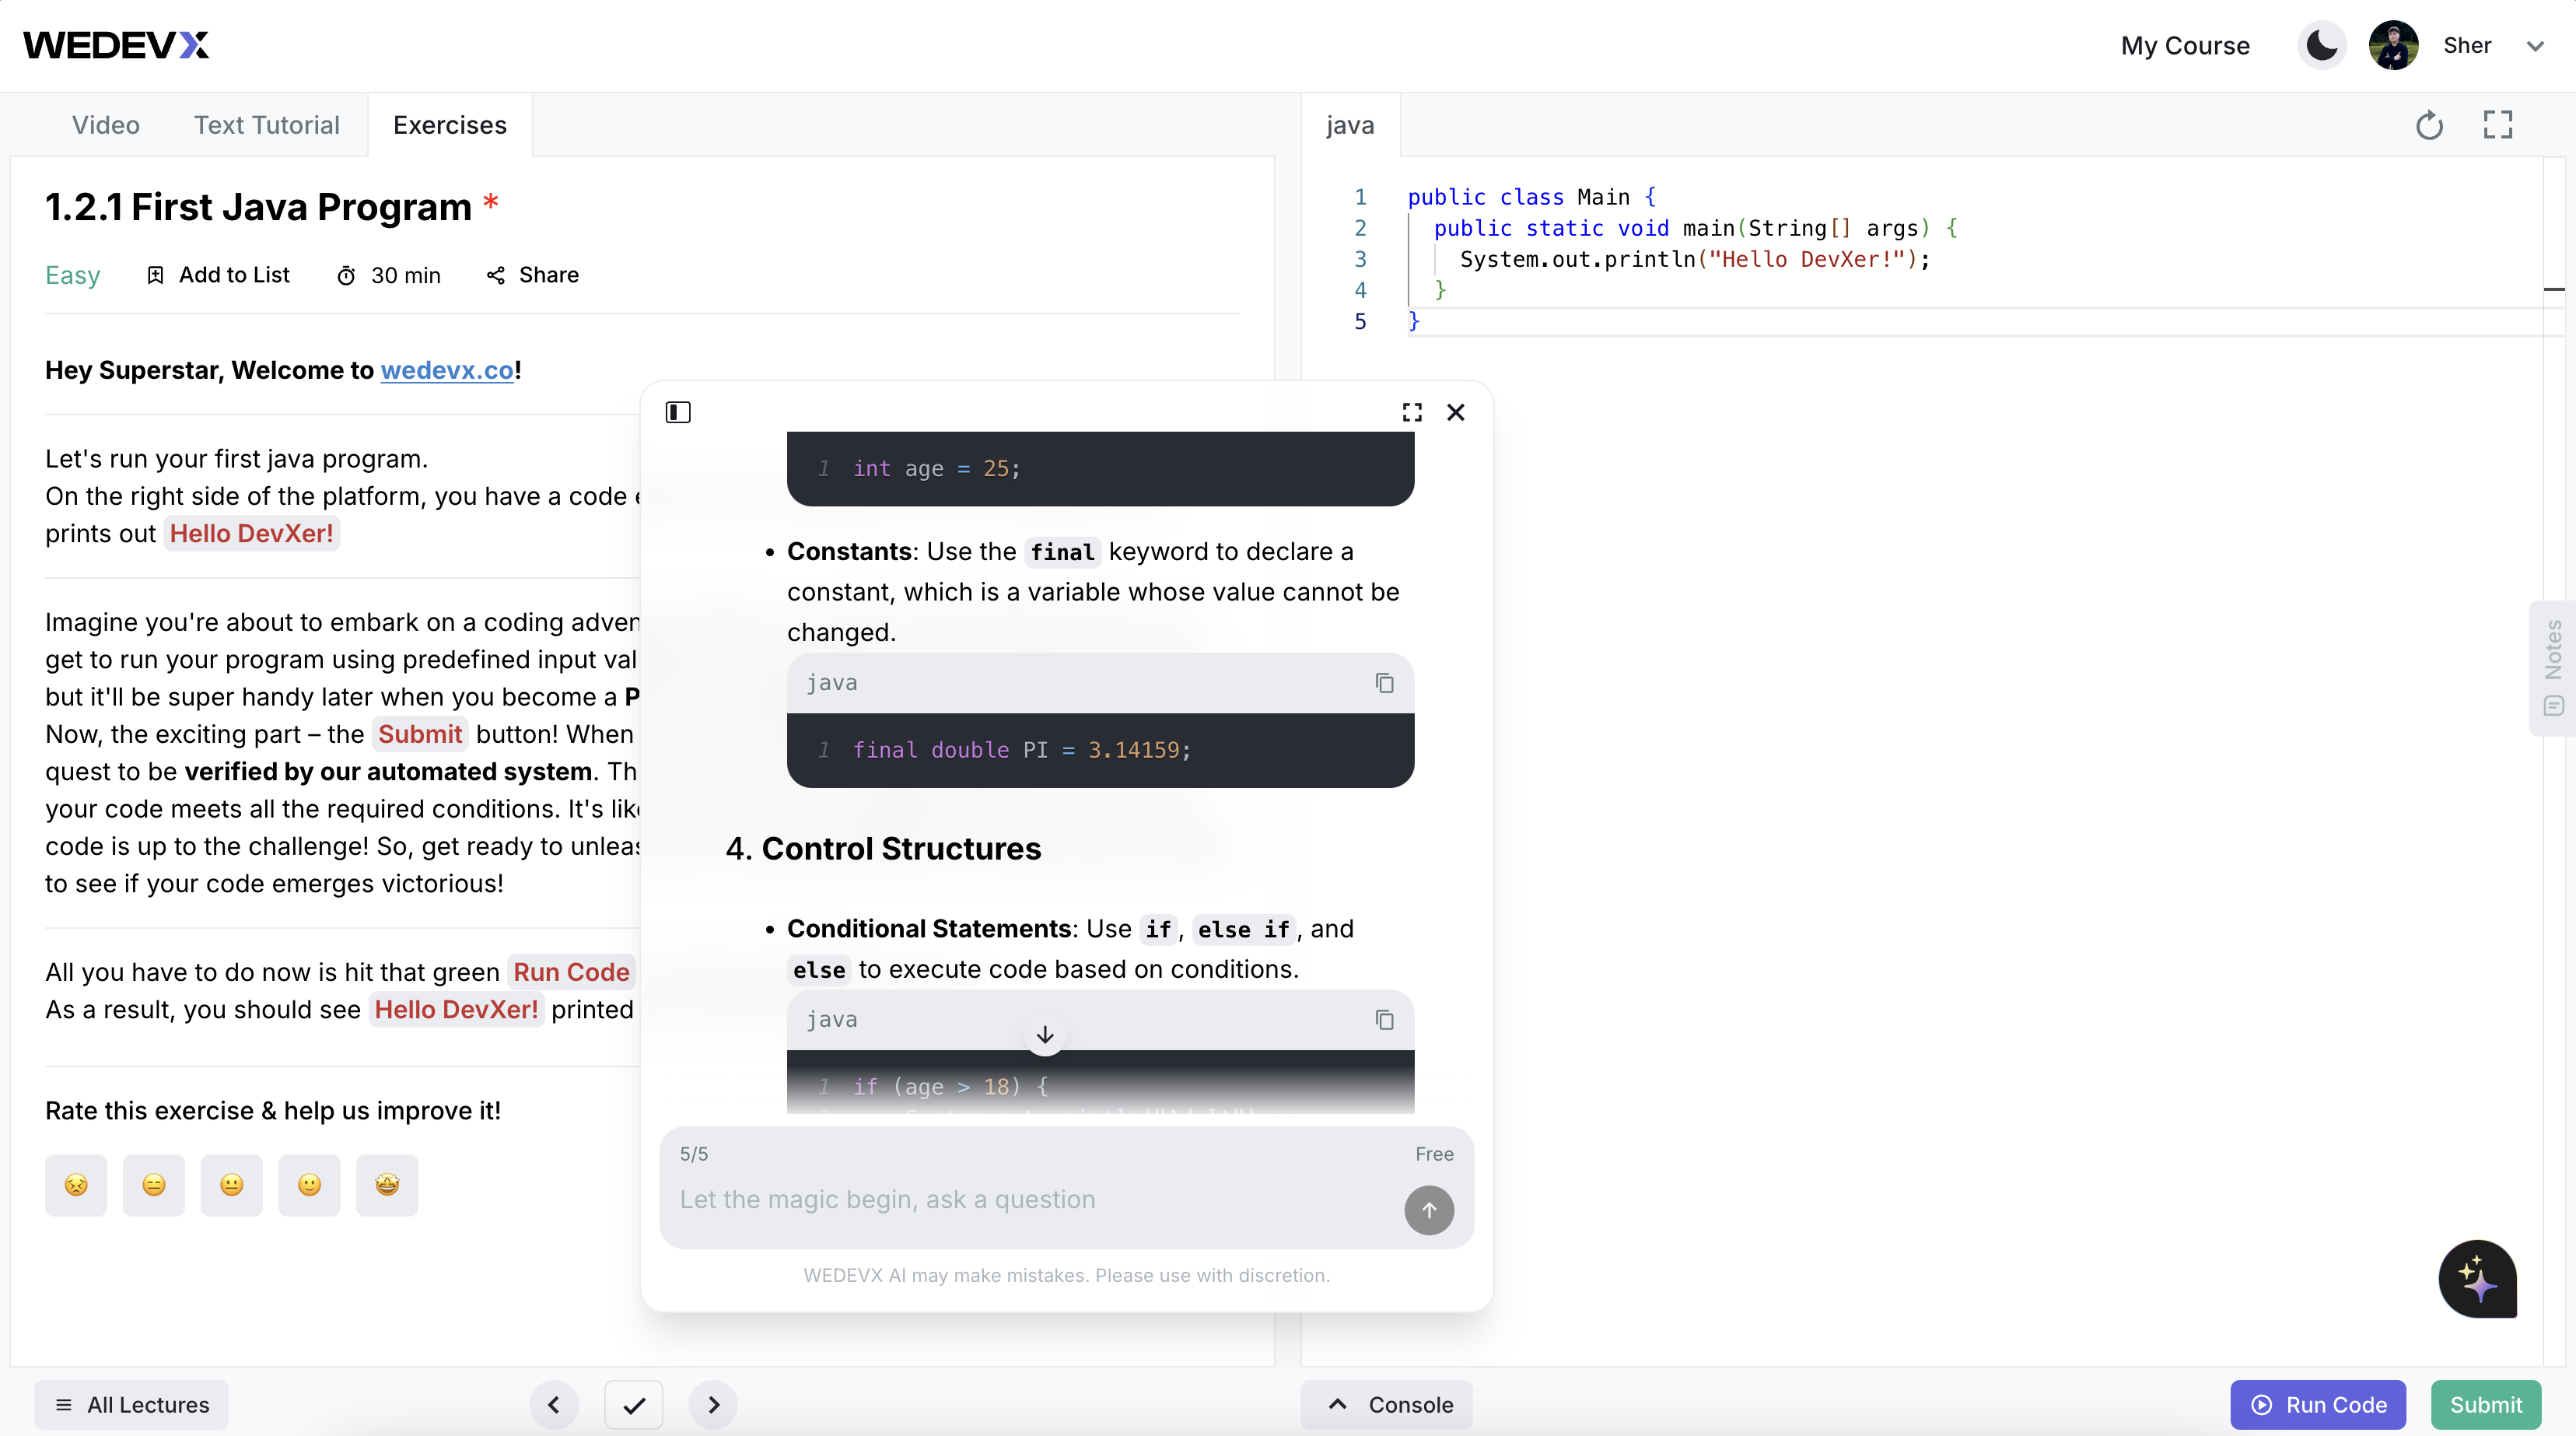 WEDEVX
My Course
Sher
Video
Text Tutorial
Exercises
1.2.1 First Java Program *
Easy
Add to List
30 min
Share
Hey Superstar, Welcome to wedevx.co!
Let's run your first java program.
On the right side of the platform, you have a code
prints out Hello DevXer!
Imagine you're about to embark on a coding
get to run your program using predefined input
but it'll be super handy later when you become a
Now, the exciting part – the Submit button! When
quest to be verified by our automated system.
your code meets all the required conditions. It's
code is up to the challenge! So, get ready to
to see if your code emerges victorious!
All you have to do now is hit that green Run Code
As a result, you should see Hello DevXer! printed
Rate this exercise & help us improve it!
1 int age = 25;
• Constants: Use the final keyword to declare a
constant, which is a variable whose value cannot be
changed.
java
1 final double PI = 3.14159;
4. Control Structures
• Conditional Statements: Use if, else if, and
else to execute code based on conditions.
java
1 if (age > 18) {
5/5
Free
Let the magic begin, ask a question
WEDEVX AI may make mistakes. Please use with discretion.
java
1 public class Main {
2 public static void main(String[] args) {
3 System.out.println("Hello DevXer!");
4 }
5 }
Notes
All Lectures
Console
Run Code
Submit